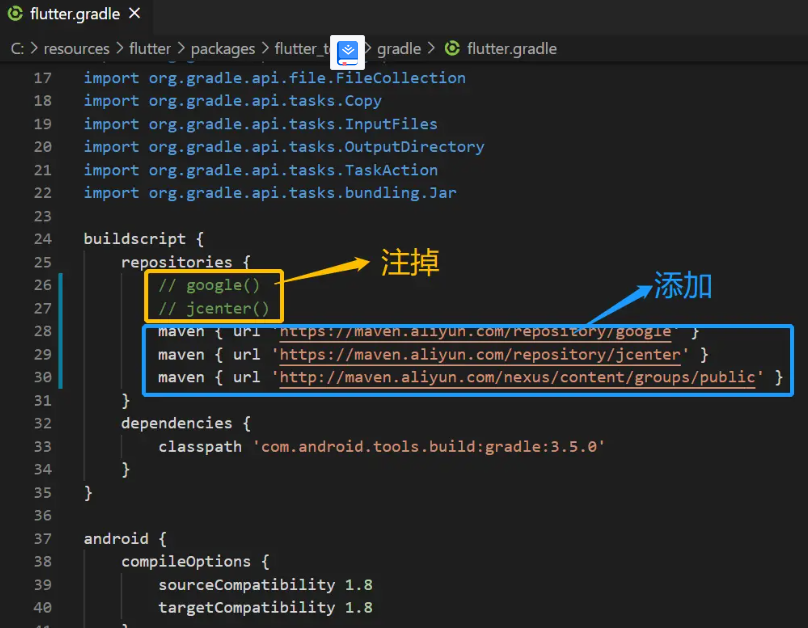 flutter.gradle ×
C: > resources > flutter > packages > flutter_t > gradle > flutter.gradle
17 import org.gradle.api.file.FileCollection
18 import org.gradle.api.tasks.Copy
19 import org.gradle.api.tasks.InputFiles
20 import org.gradle.api.tasks.OutputDirectory
21 import org.gradle.api.tasks.TaskAction
22 import org.gradle.api.tasks.bundling.Jar
23
24 buildscript {
25 repositories {
注掉
26 // google()
27 // jcenter()
添加
28 maven { url 'https://maven.aliyun.com/repository/google' }
29 maven { url 'https://maven.aliyun.com/repository/jcenter' }
30 maven { url 'http://maven.aliyun.com/nexus/content/groups/public' }
31 }
32 dependencies {
33 classpath 'com.android.tools.build:gradle:3.5.0'
34 }
35 }
36
37 android {
38 compileOptions {
39 sourceCompatibility 1.8
40 targetCompatibility 1.8